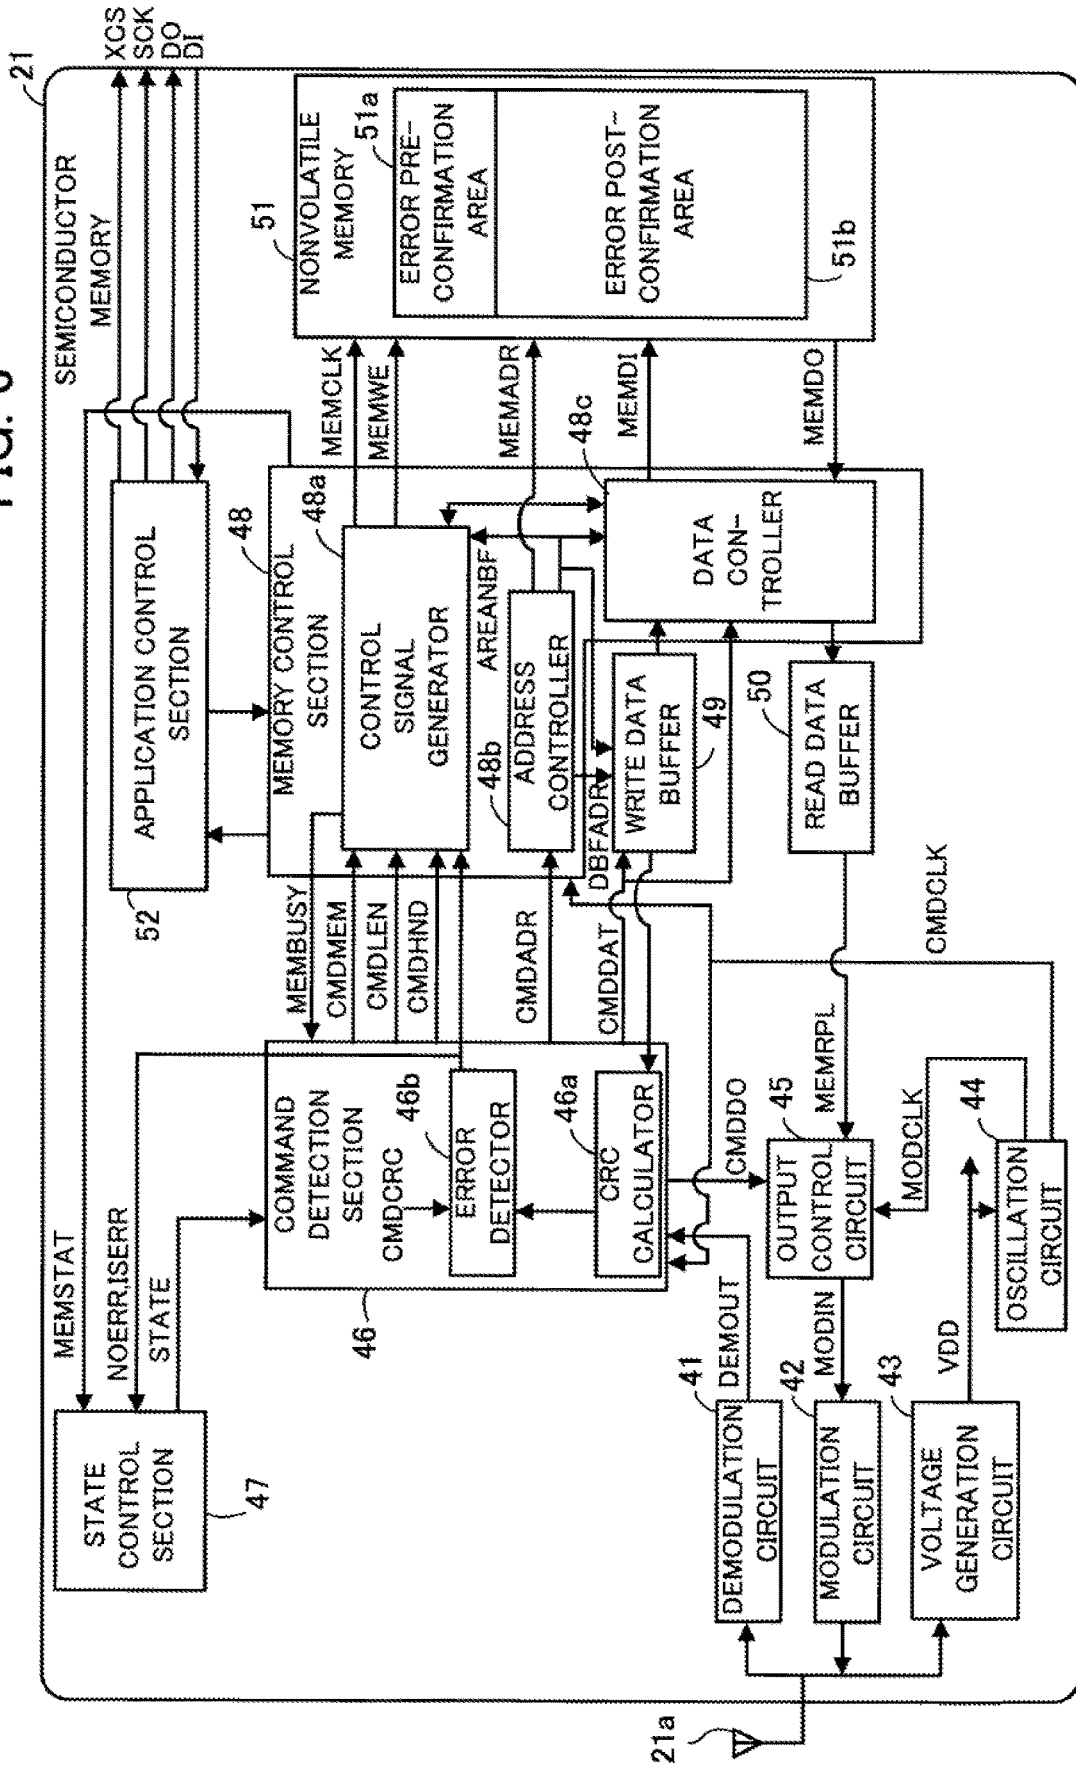 21
SEMICONDUCTOR
MEMORY
XCS
SCK
DO
DI
MEMSTAT
NOERR,ISERR
STATE
STATE
CONTROL
SECTION
47
52
APPLICATION CONTROL
SECTION
COMMAND
DETECTION
SECTION
46
CMDCRC
46b
ERROR
DETECTOR
46a
CRC
CALCULATOR
MEMBUSY
CMDMEM
CMDLEN
CMDHND
CMDADR
CMDDAT
48
MEMORY CONTROL
SECTION
48a
CONTROL
SIGNAL
GENERATOR
AREANBF
48b
ADDRESS
CONTROLLER
DBFADR
48c
DATA
CON-
TROLLER
WRITE DATA
BUFFER
49
50
READ DATA
BUFFER
MEMCLK
MEMWE
MEMADR
MEMDI
MEMDO
51
NONVOLATILE
MEMORY
51a
ERROR PRE-
CONFIRMATION
AREA
ERROR POST-
CONFIRMATION
AREA
51b
21a
41
DEMODULATION
CIRCUIT
DEMOUT
42
MODULATION
CIRCUIT
MODIN
43
VOLTAGE
GENERATION
CIRCUIT
VDD
CMDDO
45
OUTPUT
CONTROL
CIRCUIT
MEMRPL
MODCLK
44
OSCILLATION
CIRCUIT
CMDCLK